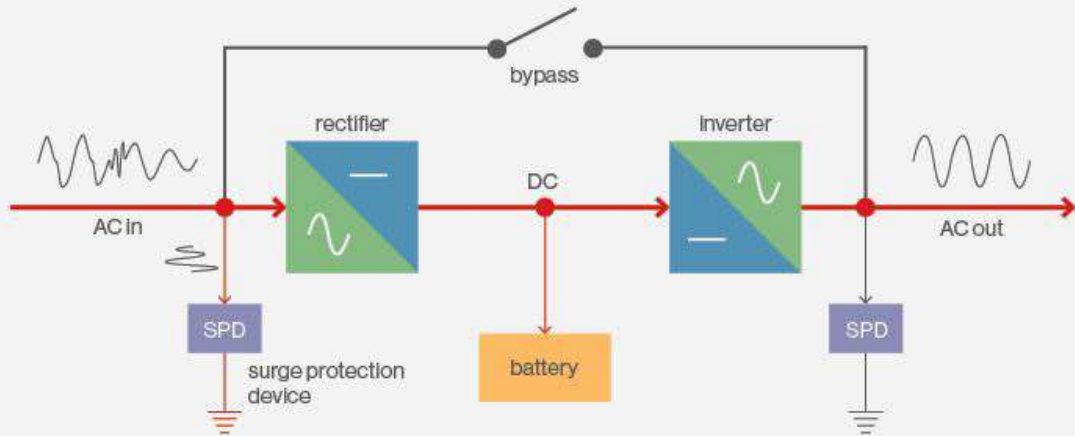 bypass
rectifier
inverter
DC
AC in
AC out
SPD
SPD
surge protection
device
battery